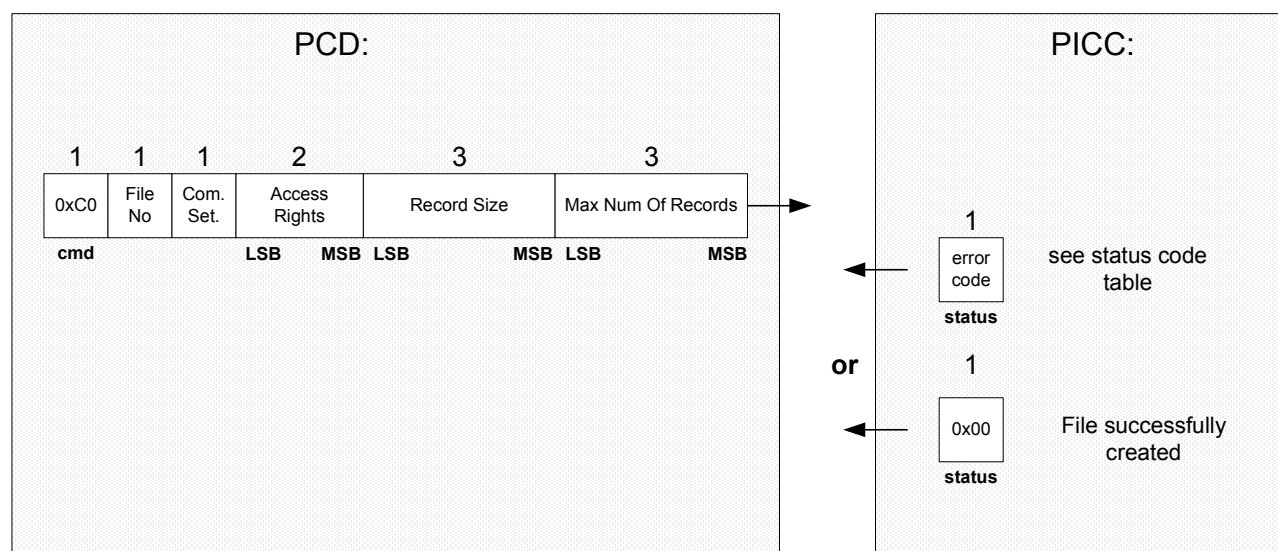 PCD:
PICC:
1 1 1 2 3 3
0xC0 File No Com. Set. Access Rights Record Size Max Num Of Records
cmd LSB MSB LSB MSB LSB MSB
1
error code
see status code table
status
or
1
0x00
File successfully created
status